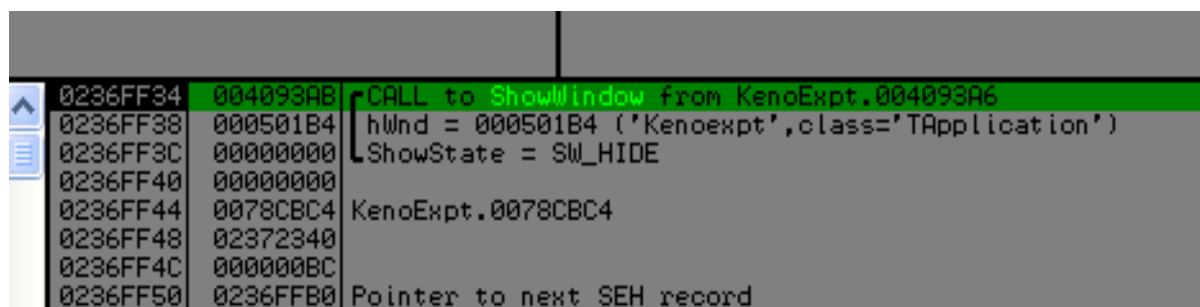 0236FF34 004093AB CALL to ShowWindow from KenoExpt.004093A6
0236FF38 000501B4 hWnd = 000501B4 ('Kenoexpt',class='TApplication')
0236FF3C 00000000 ShowState = SW_HIDE
0236FF40 00000000
0236FF44 0078CBC4 KenoExpt.0078CBC4
0236FF48 02372340
0236FF4C 000000BC
0236FF50 0236FFB0 Pointer to next SEH record